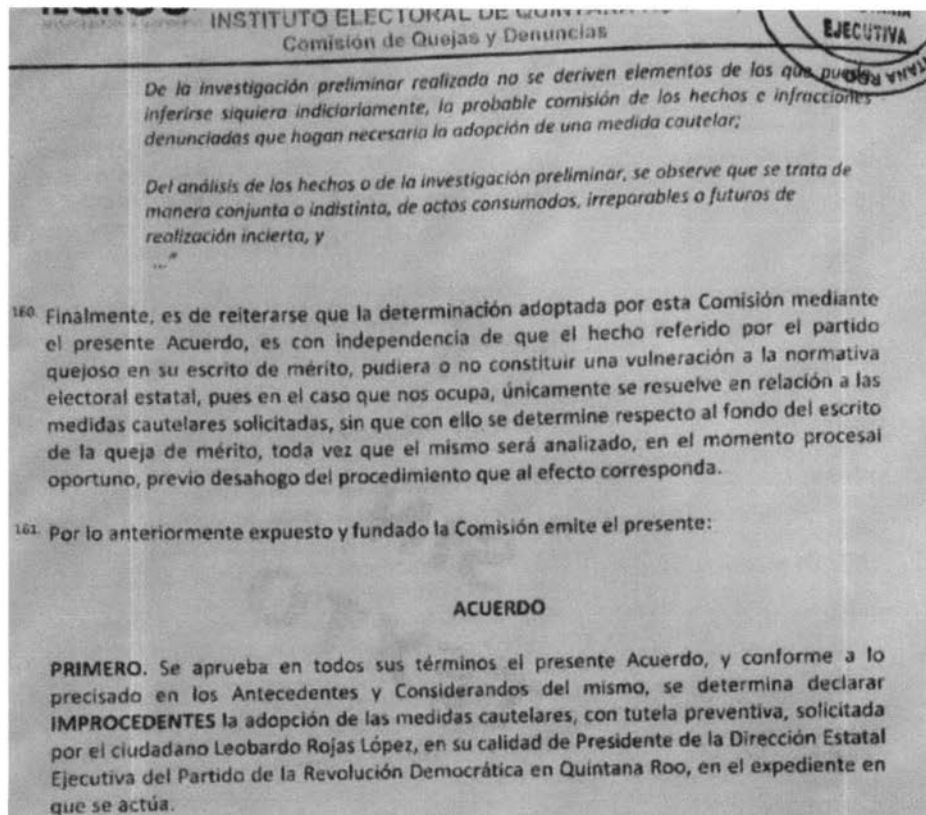 INSTITUTO ELECTORAL DE QUINTANA
Comisión de Quejas y Denuncias
EJECUTIVA
De la investigación preliminar realizada no se deriven elementos de los que pueda
inferirse siquiera indiciariamente, la probable comisión de los hechos e infracciones
denunciadas que hagan necesaria la adopción de una medida cautelar;
Del análisis de los hechos o de la investigación preliminar, se observe que se trata de
manera conjunta o indistinta, de actos consumados, irreparables o futuros de
realización incierta, y
..."
160. Finalmente, es de reiterarse que la determinación adoptada por esta Comisión mediante
el presente Acuerdo, es con independencia de que el hecho referido por el partido
quejoso en su escrito de mérito, pudiera o no constituir una vulneración a la normativa
electoral estatal, pues en el caso que nos ocupa, únicamente se resuelve en relación a las
medidas cautelares solicitadas, sin que con ello se determine respecto al fondo del escrito
de la queja de mérito, toda vez que el mismo será analizado, en el momento procesal
oportuno, previo desahogo del procedimiento que al efecto corresponda.
161. Por lo anteriormente expuesto y fundado la Comisión emite el presente:
ACUERDO
PRIMERO. Se aprueba en todos sus términos el presente Acuerdo, y conforme a lo
precisado en los Antecedentes y Considerandos del mismo, se determina declarar
IMPROCEDENTES la adopción de las medidas cautelares, con tutela preventiva, solicitada
por el ciudadano Leobardo Rojas López, en su calidad de Presidente de la Dirección Estatal
Ejecutiva del Partido de la Revolución Democrática en Quintana Roo, en el expediente en
que se actúa.